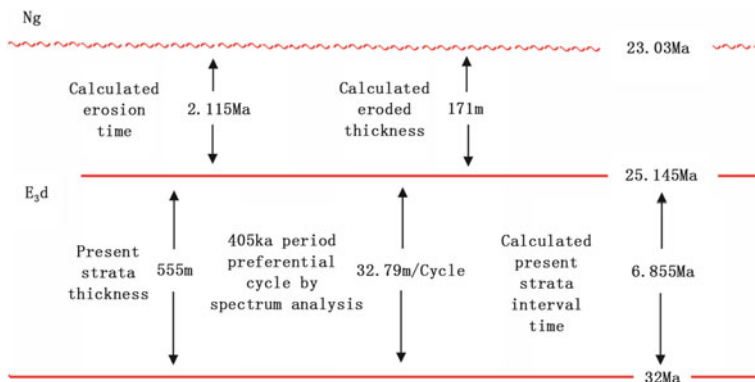 Ng
23.03Ma
Calculated
erosion
time
2.115Ma
Calculated
eroded
thickness
171m
25.145Ma
E₃d
Present
strata
thickness
555m
405ka period
preferential
cycle by
spectrum analysis
32.79m/Cycle
Calculated
present
strata
interval
time
6.855Ma
32Ma